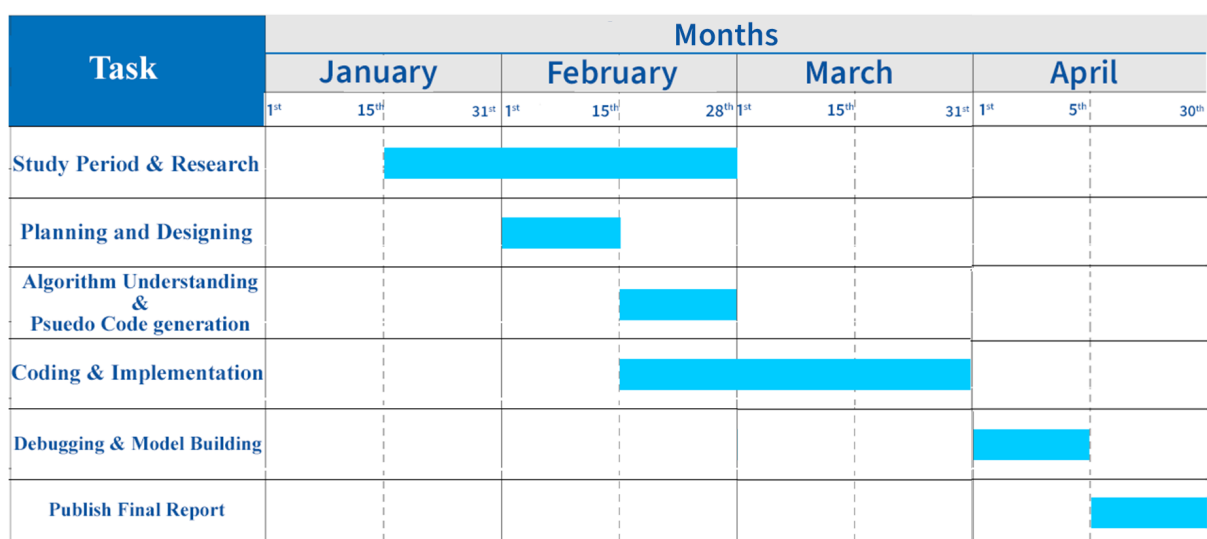 Months
Task
January February March April
1st 15th 31st 1st 15th 28th 1st 15th 31st 1st 5th 30th
Study Period & Research
Planning and Designing
Algorithm Understanding
&
Psuedo Code generation
Coding & Implementation
Debugging & Model Building
Publish Final Report